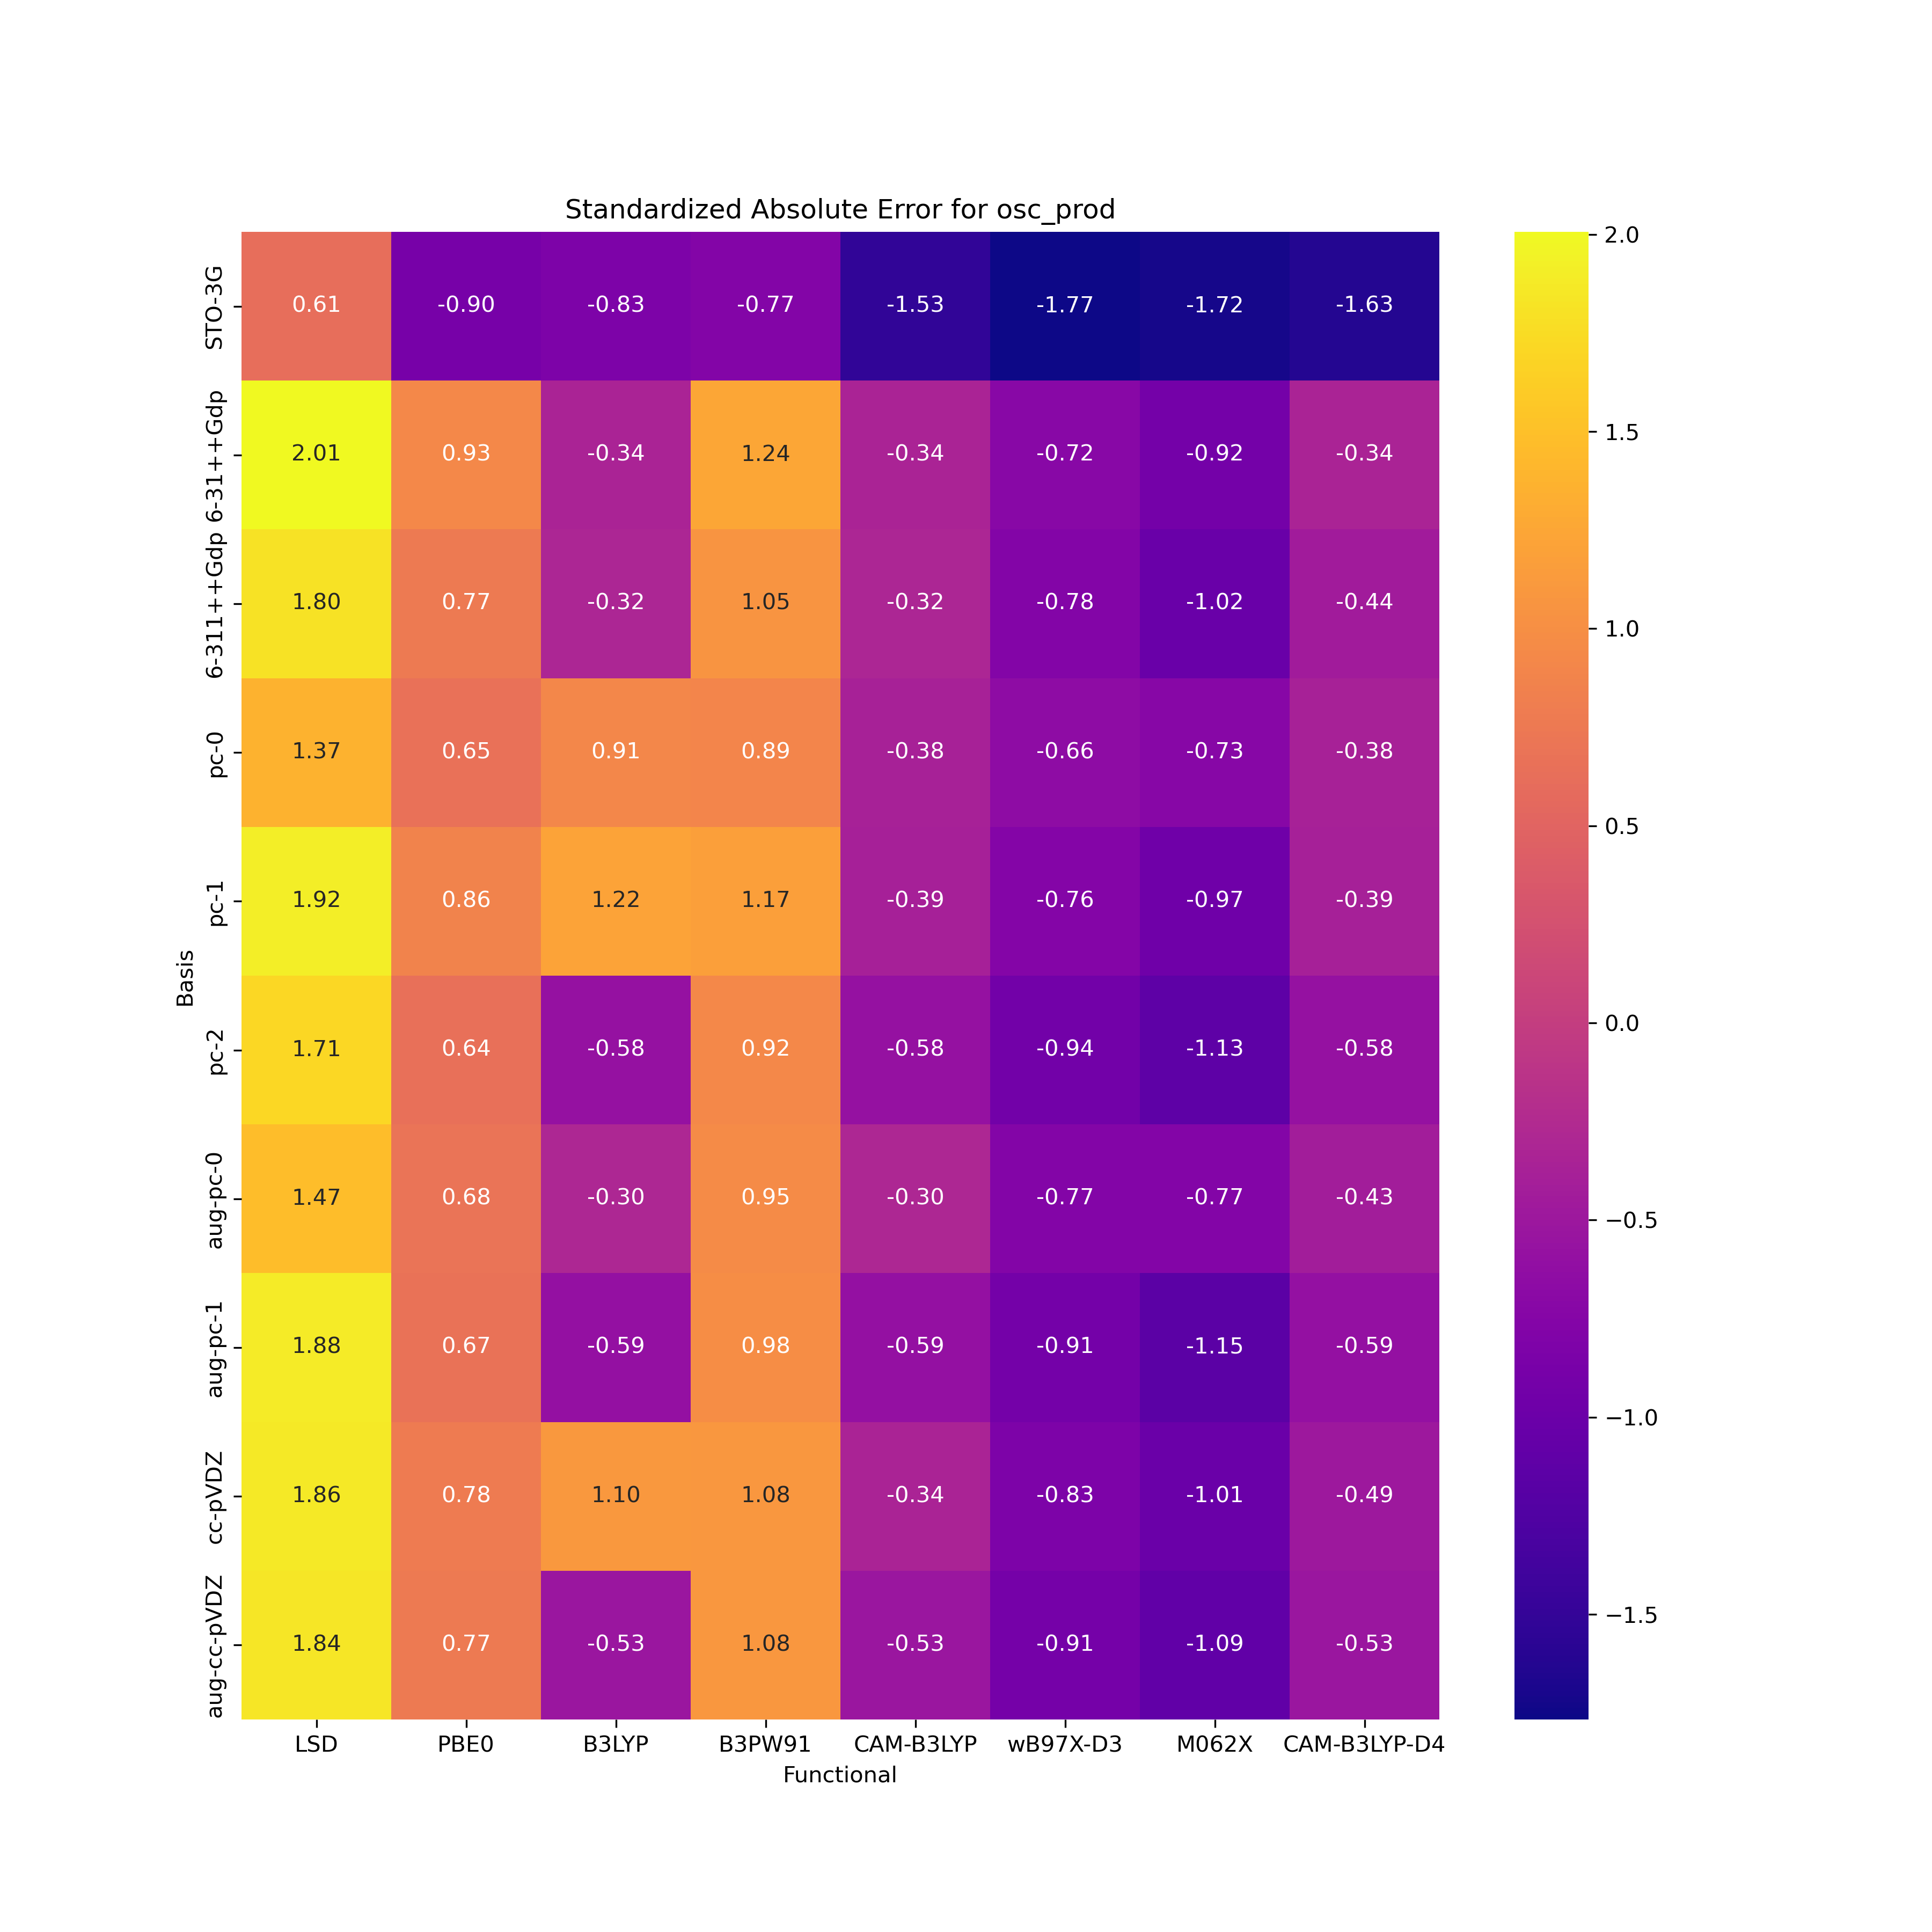 Standardized Absolute Error for osc_prod
Basis
STO-3G 0.61 -0.90 -0.83 -0.77 -1.53 -1.77 -1.72 -1.63
6-31++Gdp 2.01 0.93 -0.34 1.24 -0.34 -0.72 -0.92 -0.34
6-311++Gdp 1.80 0.77 -0.32 1.05 -0.32 -0.78 -1.02 -0.44
pc-0 1.37 0.65 0.91 0.89 -0.38 -0.66 -0.73 -0.38
pc-1 1.92 0.86 1.22 1.17 -0.39 -0.76 -0.97 -0.39
pc-2 1.71 0.64 -0.58 0.92 -0.58 -0.94 -1.13 -0.58
aug-pc-0 1.47 0.68 -0.30 0.95 -0.30 -0.77 -0.77 -0.43
aug-pc-1 1.88 0.67 -0.59 0.98 -0.59 -0.91 -1.15 -0.59
cc-pVDZ 1.86 0.78 1.10 1.08 -0.34 -0.83 -1.01 -0.49
aug-cc-pVDZ 1.84 0.77 -0.53 1.08 -0.53 -0.91 -1.09 -0.53
LSD PBE0 B3LYP B3PW91 CAM-B3LYP wB97X-D3 M062X CAM-B3LYP-D4
Functional
2.0
1.5
1.0
0.5
0.0
−0.5
−1.0
−1.5